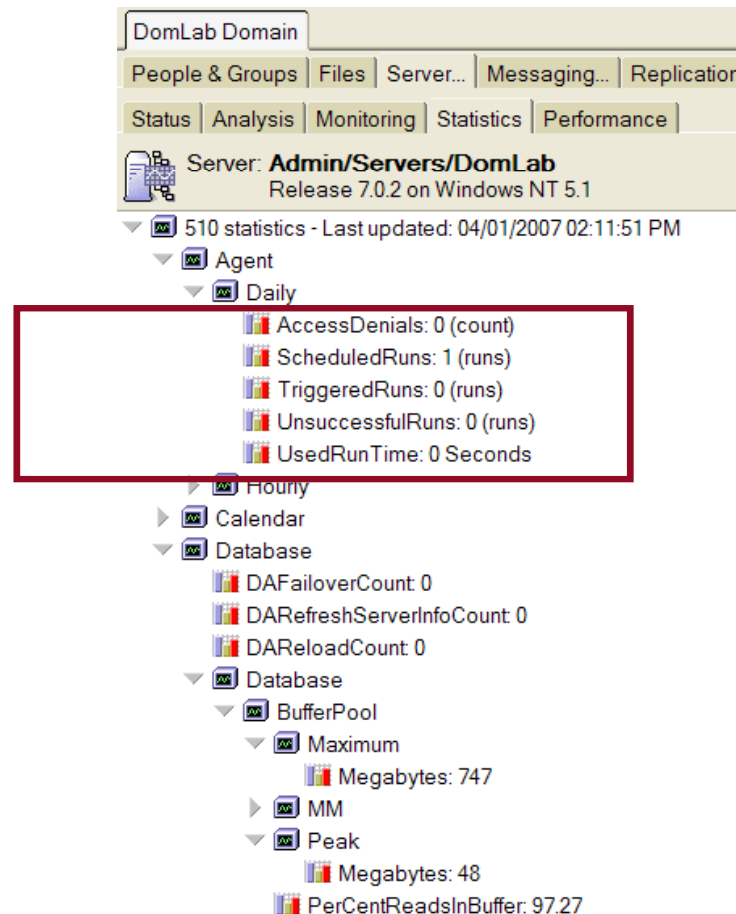 DomLab Domain
People & Groups Files Server... Messaging... Replication
Status Analysis Monitoring Statistics Performance
Server: Admin/Servers/DomLab
Release 7.0.2 on Windows NT 5.1
510 statistics - Last updated: 04/01/2007 02:11:51 PM
Agent
Daily
AccessDenials: 0 (count)
ScheduledRuns: 1 (runs)
TriggeredRuns: 0 (runs)
UnsuccessfulRuns: 0 (runs)
UsedRunTime: 0 Seconds
Hourly
Calendar
Database
DAFailoverCount: 0
DARefreshServerInfoCount: 0
DAReloadCount: 0
Database
BufferPool
Maximum
Megabytes: 747
MM
Peak
Megabytes: 48
PerCentReadsInBuffer: 97.27